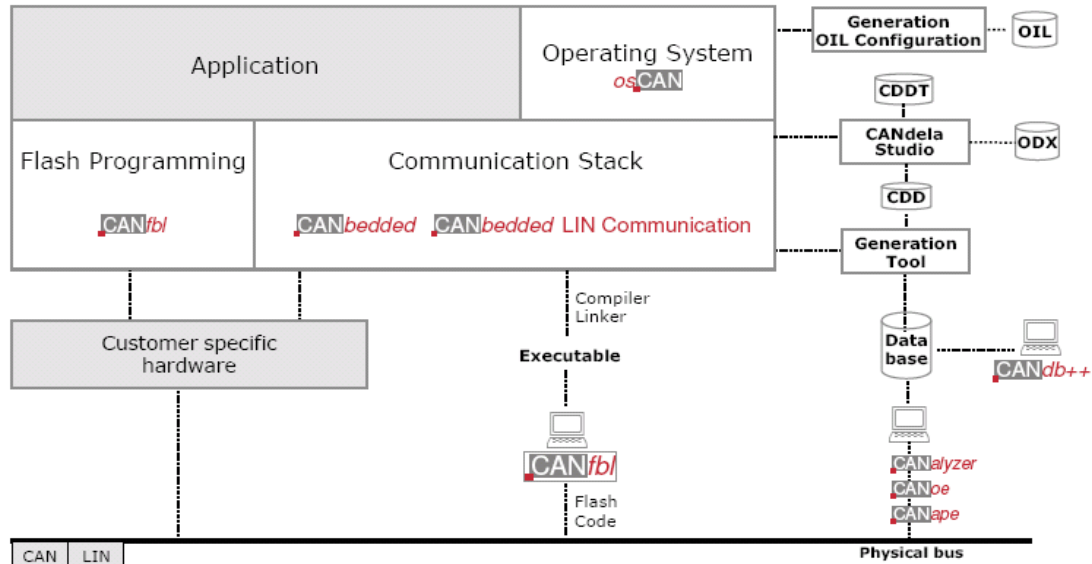 Application
Operating System
osCAN
Generation
OIL Configuration
OIL
CDDT
Flash Programming
CANfbl
Communication Stack
CANbedded CANbedded LIN Communication
CANdela
Studio
ODX
CDD
Generation
Tool
Compiler
Linker
Customer specific
hardware
Executable
Data
base
CANdb++
CANfbl
CANalyzer
CANoe
CANape
Flash
Code
Physical bus
CAN LIN